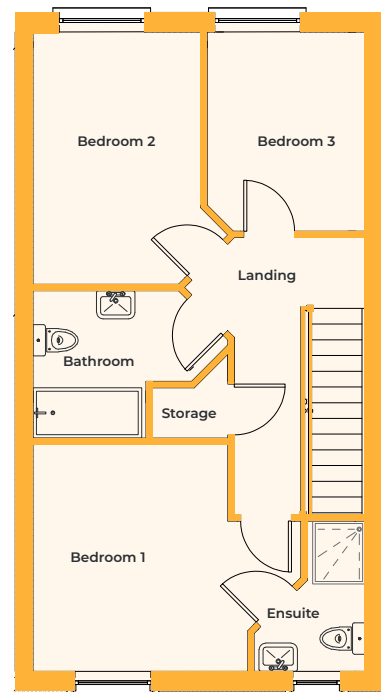 Bedroom 2
Bedroom 3
Landing
Bathroom
Storage
Bedroom 1
Ensuite